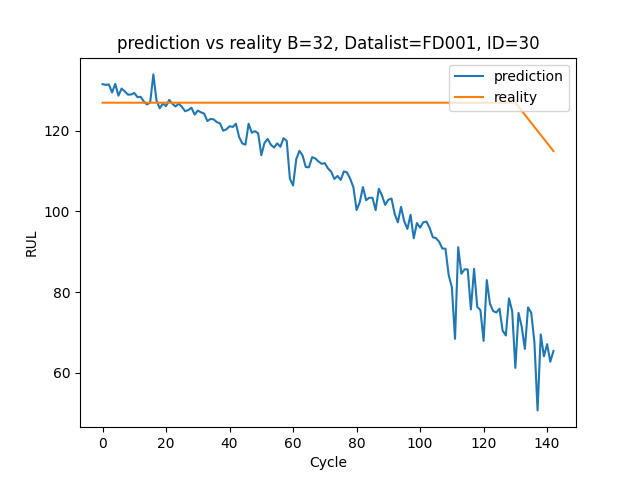 prediction vs reality B=32, Datalist=FD001, ID=30
prediction
reality
RUL
120
100
80
60
0 20 40 60 80 100 120 140
Cycle